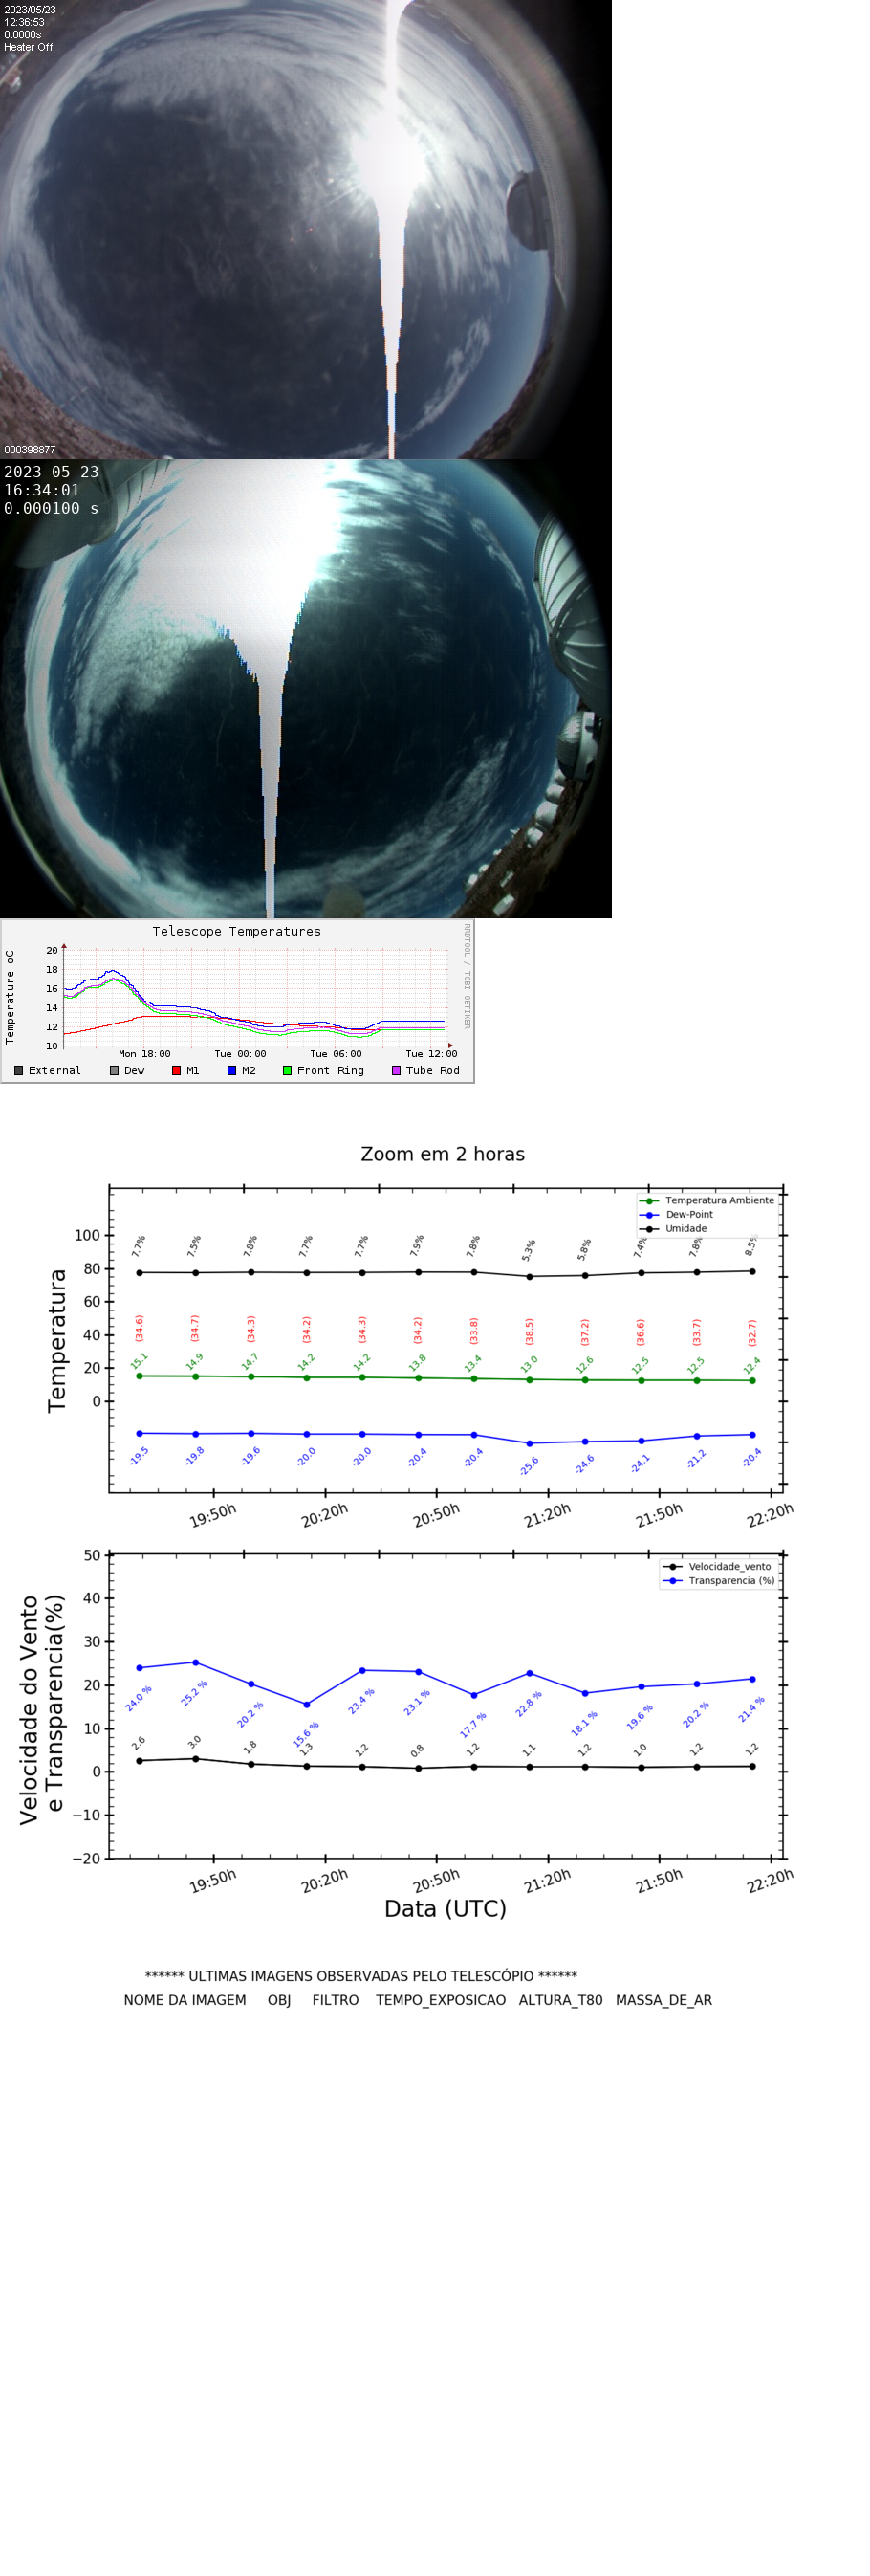 2023/05/23
12:36:53
0.0000s
Heater Off
000398877
2023-05-23
16:34:01
0.000100 s
Telescope Temperatures
RRDTOOL / TOBI OETIKER
Temperature oC
20
18
16
14
12
10
Mon 18:00 Tue 00:00 Tue 06:00 Tue 12:00
External Dew M1 M2 Front Ring Tube Rod
Zoom em 2 horas
Temperatura Ambiente
Dew-Point
Umidade
Temperatura
100
80
60
40
20
0
7.7% 7.5% 7.8% 7.7% 7.7% 7.9% 7.8% 5.3% 5.8% 7.4% 7.8% 8.5%
(34.6) (34.7) (34.3) (34.2) (34.3) (34.2) (33.8) (38.5) (37.2) (36.6) (33.7) (32.7)
15.1 14.9 14.7 14.2 14.2 13.8 13.4 13.0 12.6 12.5 12.5 12.4
-19.5 -19.8 -19.6 -20.0 -20.0 -20.4 -20.4 -25.6 -24.6 -24.1 -21.2 -20.4
19:50h 20:20h 20:50h 21:20h 21:50h 22:20h
Velocidade_vento
Transparencia (%)
Velocidade do Vento
e Transparencia(%)
50
40
30
20
10
0
−10
−20
24.0 % 25.2 % 20.2 % 15.6 % 23.4 % 23.1 % 17.7 % 22.8 % 18.1 % 19.6 % 20.2 % 21.4 %
2.6 3.0 1.8 1.3 1.2 0.8 1.2 1.1 1.2 1.0 1.2 1.2
19:50h 20:20h 20:50h 21:20h 21:50h 22:20h
Data (UTC)
****** ULTIMAS IMAGENS OBSERVADAS PELO TELESCÓPIO ******
NOME DA IMAGEM OBJ FILTRO TEMPO_EXPOSICAO ALTURA_T80 MASSA_DE_AR